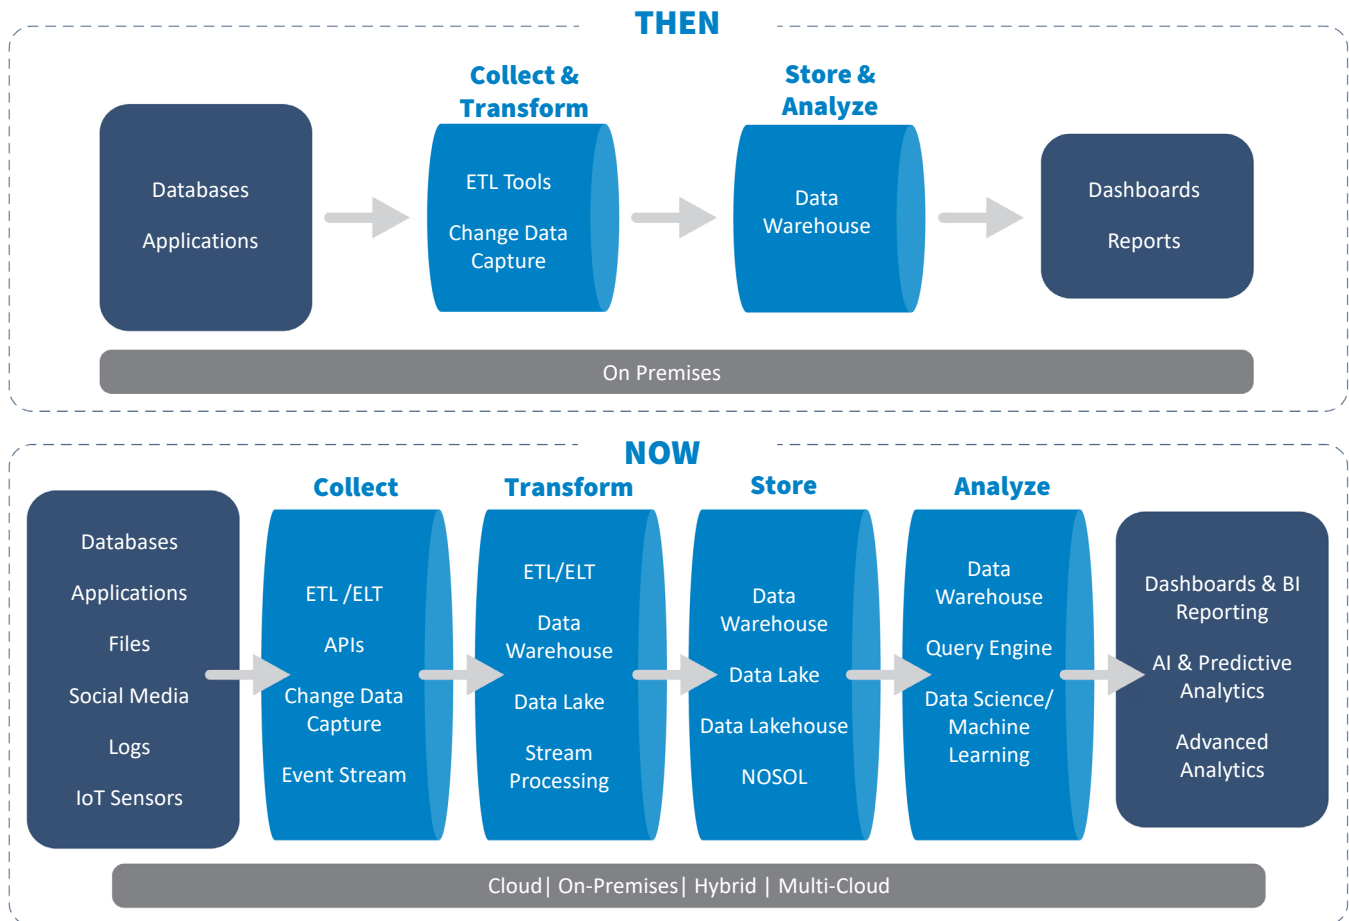 THEN
Collect &
Transform
Store &
Analyze
Databases
Applications
ETL Tools
Change Data
Capture
Data
Warehouse
Dashboards
Reports
On Premises
NOW
Collect
Transform
Store
Analyze
Databases
Applications
Files
Social Media
Logs
IoT Sensors
ETL /ELT
APIs
Change Data
Capture
Event Stream
ETL/ELT
Data
Warehouse
Data Lake
Stream
Processing
Data
Warehouse
Data Lake
Data Lakehouse
NOSOL
Data
Warehouse
Query Engine
Data Science/
Machine
Learning
Dashboards & BI
Reporting
AI & Predictive
Analytics
Advanced
Analytics
Cloud| On-Premises| Hybrid | Multi-Cloud